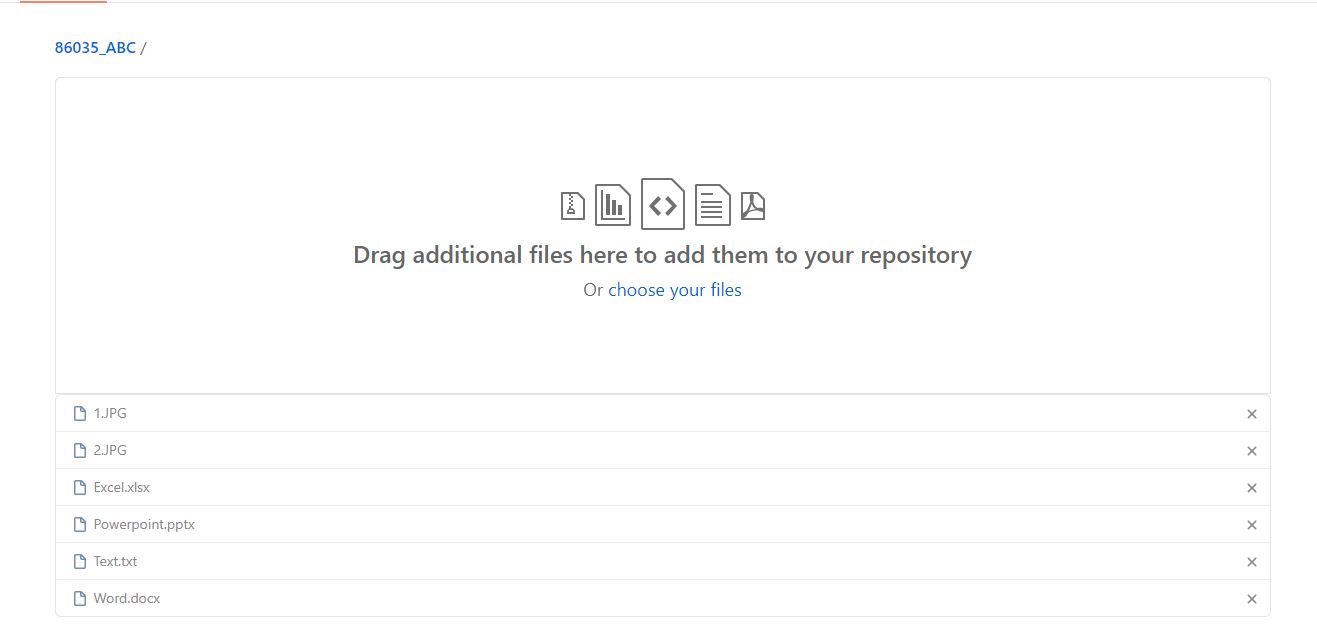 86035_ABC /
Drag additional files here to add them to your repository
Or choose your files
1.JPG
2.JPG
Excel.xlsx
Powerpoint.pptx
Text.txt
Word.docx